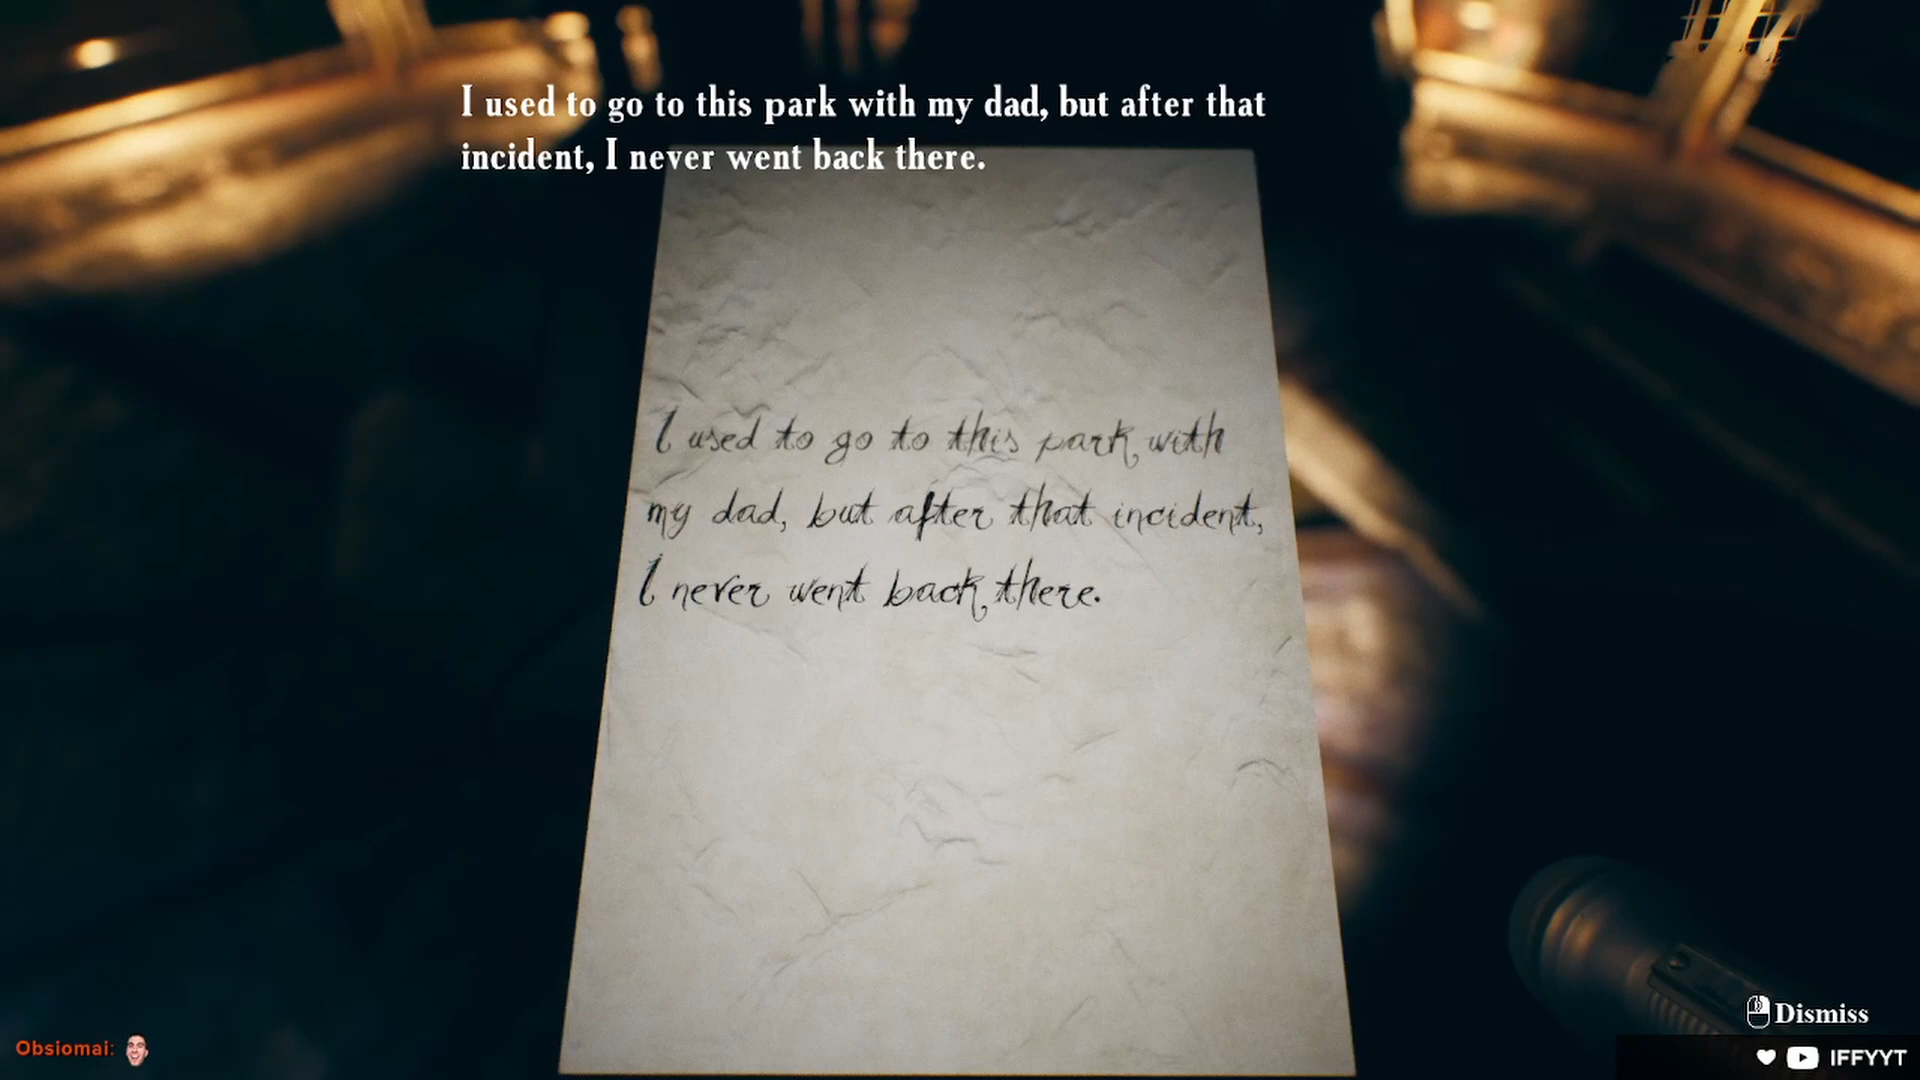 I used to go to this park with my dad, but after that
incident, I never went back there.
I used to go to this park with
my dad, but after that incident,
I never went back there.
Dismiss
Obsiomai:
IFFYYT